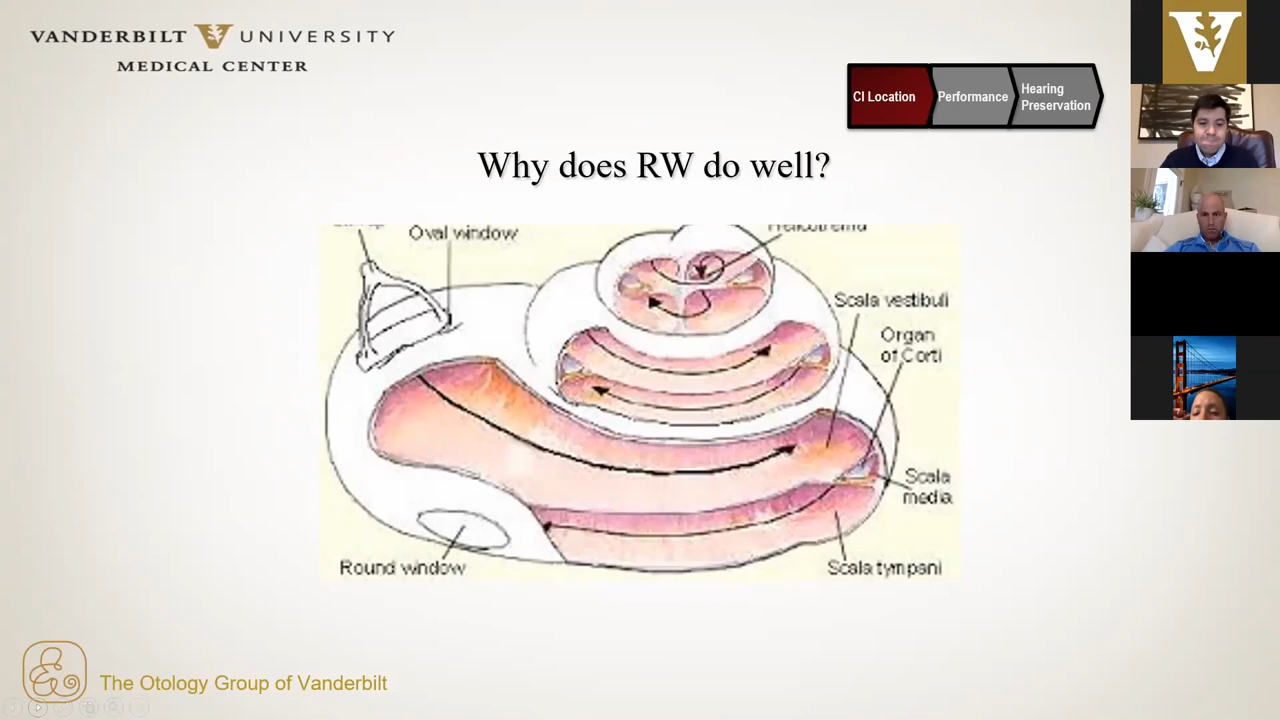 VANDERBILT V UNIVERSITY
MEDICAL CENTER
CI Location
Performance
Hearing
Preservation
Why does RW do well?
Oval window
Scala vestibuli
Organ
of Corti
Scala
media
Round window
Scala tympani
The Otology Group of Vanderbilt
V